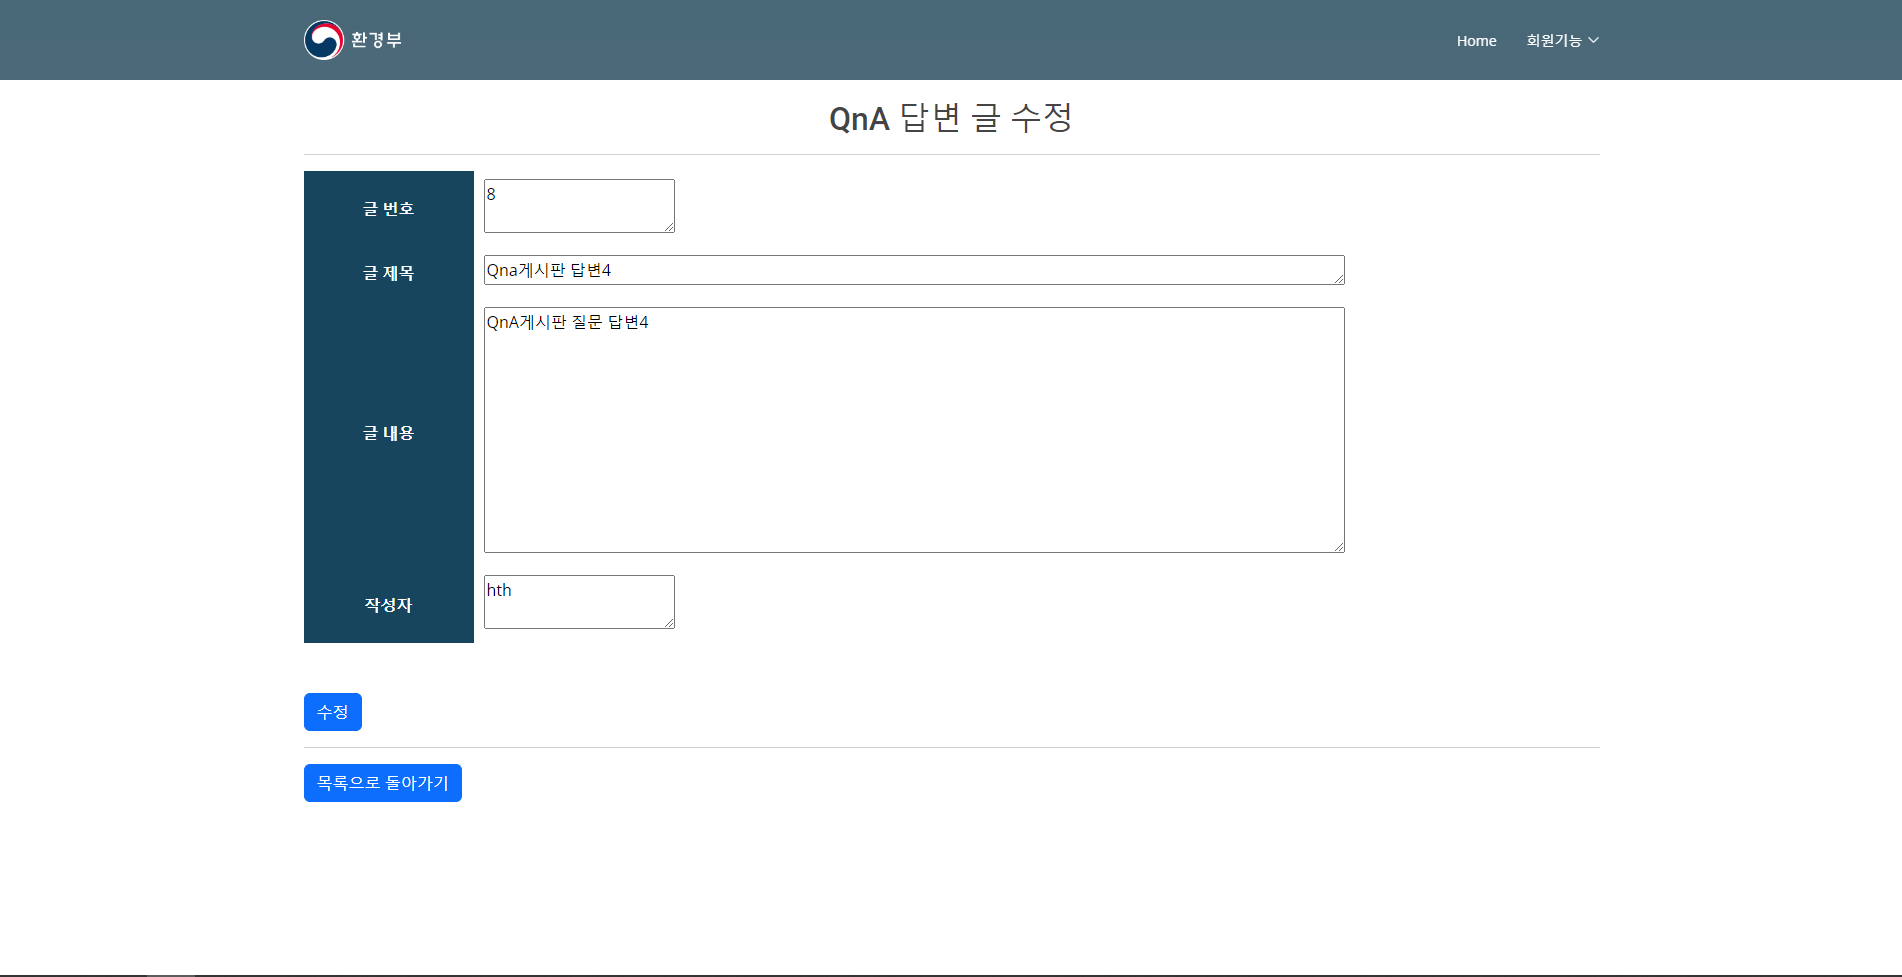 환경부
Home 회원기능
QnA 답변 글 수정
글 번호 8
글 제목 Qna게시판 답변4
글 내용 QnA게시판 질문 답변4
작성자 hth
수정
목록으로 돌아가기